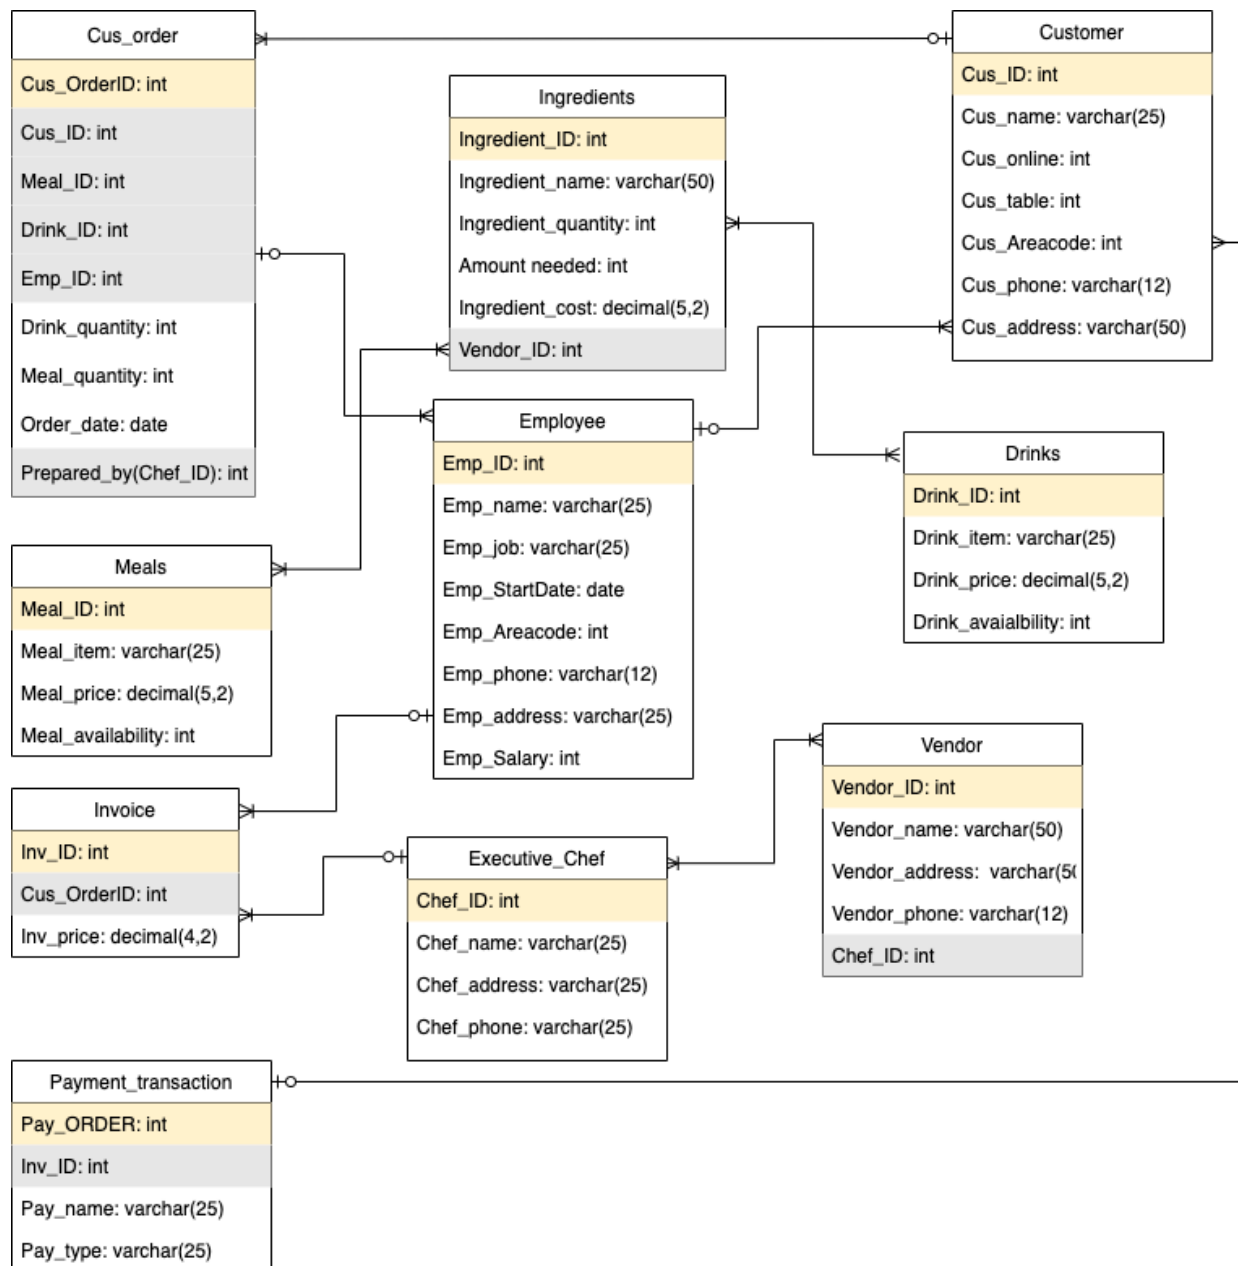 Cus_order
Cus_OrderID: int
Cus_ID: int
Meal_ID: int
Drink_ID: int
Emp_ID: int
Drink_quantity: int
Meal_quantity: int
Order_date: date
Prepared_by(Chef_ID): int
Ingredients
Ingredient_ID: int
Ingredient_name: varchar(50)
Ingredient_quantity: int
Amount needed: int
Ingredient_cost: decimal(5,2)
Vendor_ID: int
Customer
Cus_ID: int
Cus_name: varchar(25)
Cus_online: int
Cus_table: int
Cus_Areacode: int
Cus_phone: varchar(12)
Cus_address: varchar(50)
Employee
Emp_ID: int
Emp_name: varchar(25)
Emp_job: varchar(25)
Emp_StartDate: date
Emp_Areacode: int
Emp_phone: varchar(12)
Emp_address: varchar(25)
Emp_Salary: int
Drinks
Drink_ID: int
Drink_item: varchar(25)
Drink_price: decimal(5,2)
Drink_avaialbility: int
Meals
Meal_ID: int
Meal_item: varchar(25)
Meal_price: decimal(5,2)
Meal_availability: int
Invoice
Inv_ID: int
Cus_OrderID: int
Inv_price: decimal(4,2)
Executive_Chef
Chef_ID: int
Chef_name: varchar(25)
Chef_address: varchar(25)
Chef_phone: varchar(25)
Vendor
Vendor_ID: int
Vendor_name: varchar(50)
Vendor_address: varchar(50
Vendor_phone: varchar(12)
Chef_ID: int
Payment_transaction
Pay_ORDER: int
Inv_ID: int
Pay_name: varchar(25)
Pay_type: varchar(25)